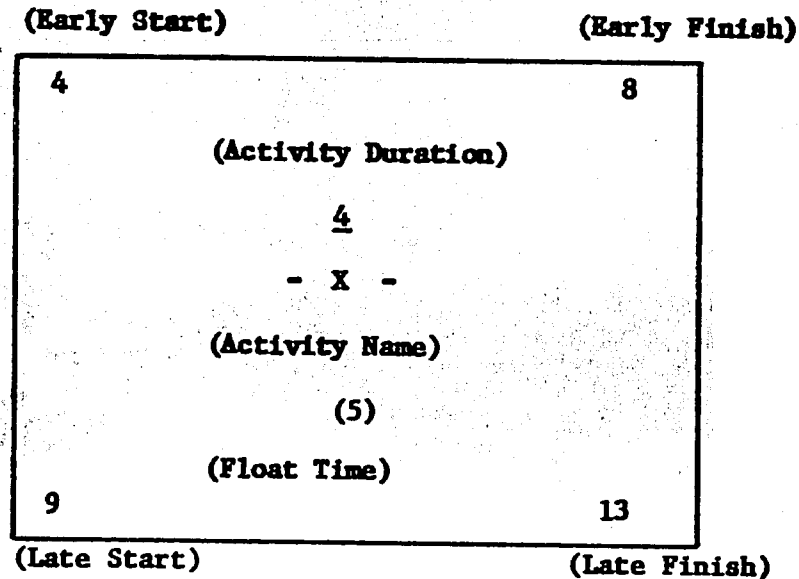 (Early Start) (Early Finish)
4 8
(Activity Duration)
4
- X -
(Activity Name)
(5)
(Float Time)
9 13
(Late Start) (Late Finish)